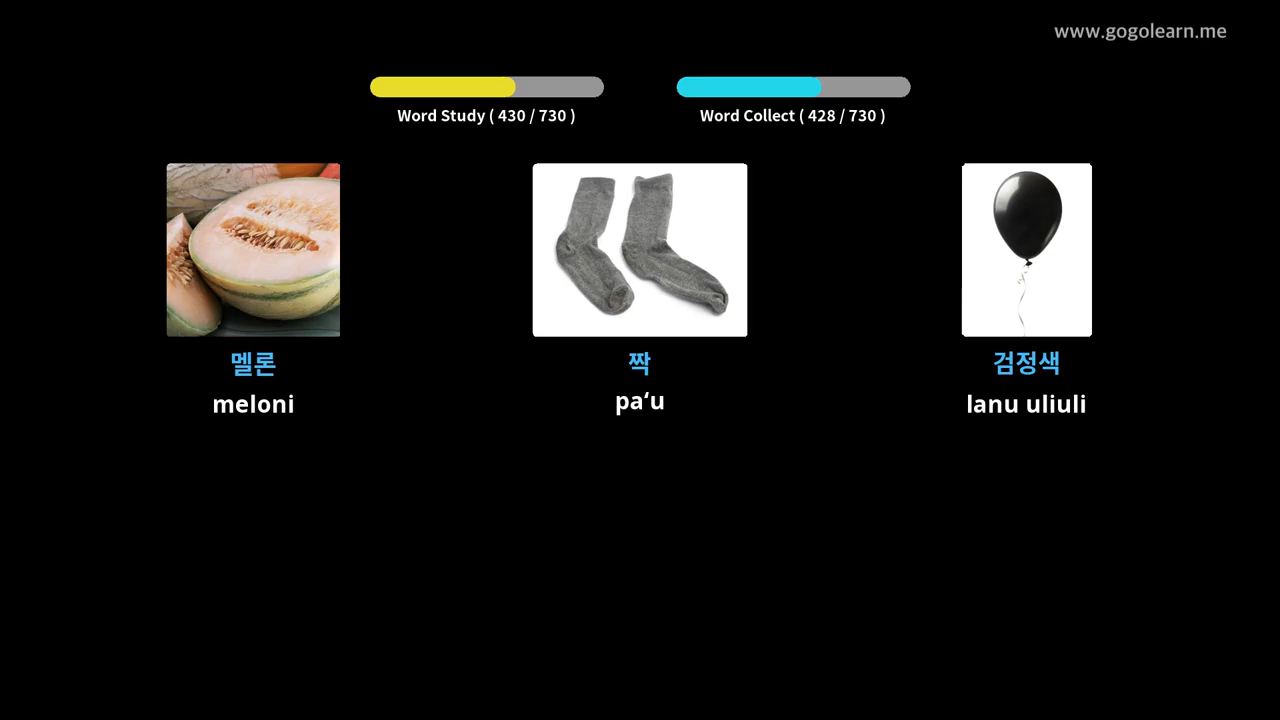 www.gogolearn.me
Word Study ( 430 / 730 )
Word Collect ( 428 / 730 )
멜론
짝
검정색
meloni
pa‘u
lanu uliuli